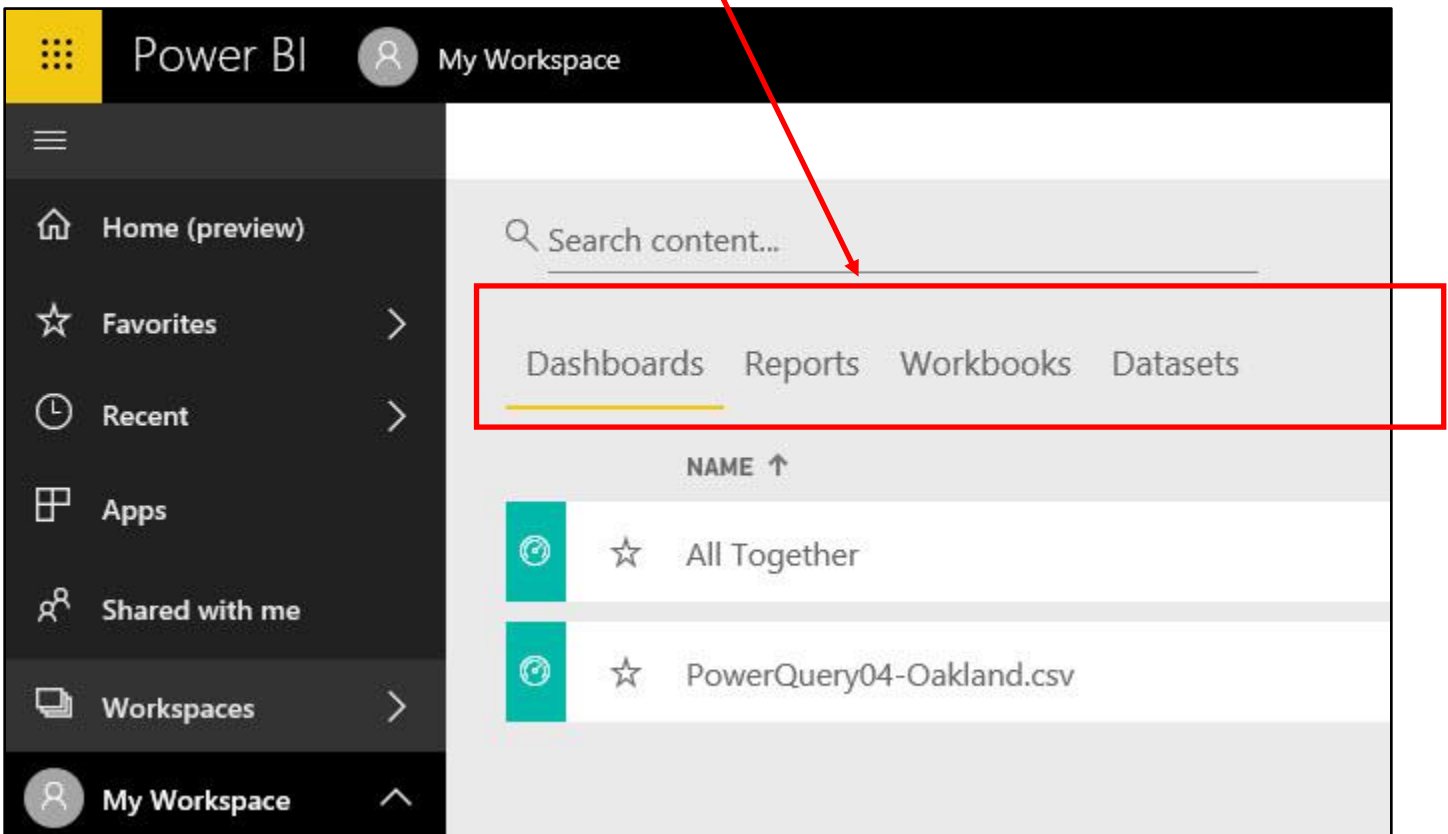 Power BI My Workspace
Home (preview)
Favorites
Recent
Apps
Shared with me
Workspaces
My Workspace
Search content...
Dashboards Reports Workbooks Datasets
NAME ↑
All Together
PowerQuery04-Oakland.csv